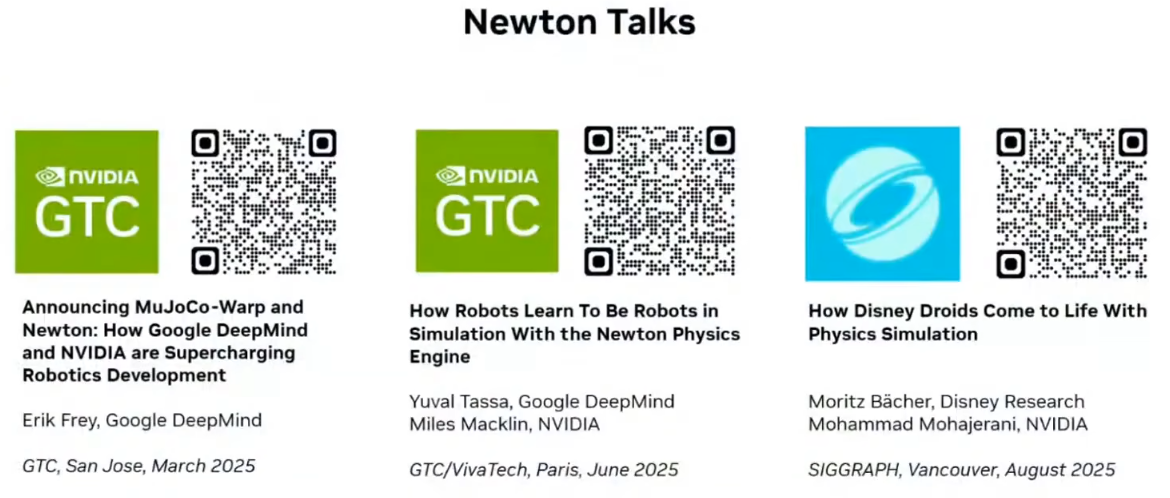 Newton Talks
NVIDIA
GTC
Announcing MuJoCo-Warp and
Newton: How Google DeepMind
and NVIDIA are Supercharging
Robotics Development
Erik Frey, Google DeepMind
GTC, San Jose, March 2025
NVIDIA
GTC
How Robots Learn To Be Robots in
Simulation With the Newton Physics
Engine
Yuval Tassa, Google DeepMind
Miles Macklin, NVIDIA
GTC/VivaTech, Paris, June 2025
How Disney Droids Come to Life With
Physics Simulation
Moritz Bächer, Disney Research
Mohammad Mohajerani, NVIDIA
SIGGRAPH, Vancouver, August 2025